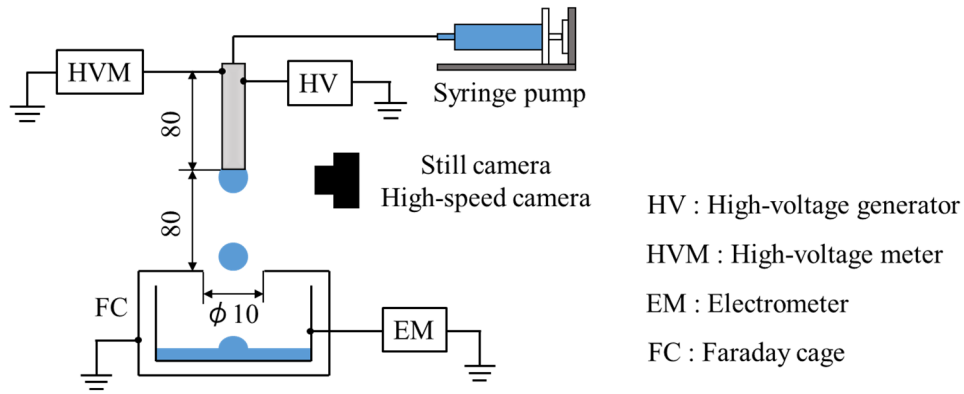 HVM
HV
Syringe pump
80
Still camera
High-speed camera
80
HV : High-voltage generator
HVM : High-voltage meter
FC
ϕ 10
EM
EM : Electrometer
FC : Faraday cage